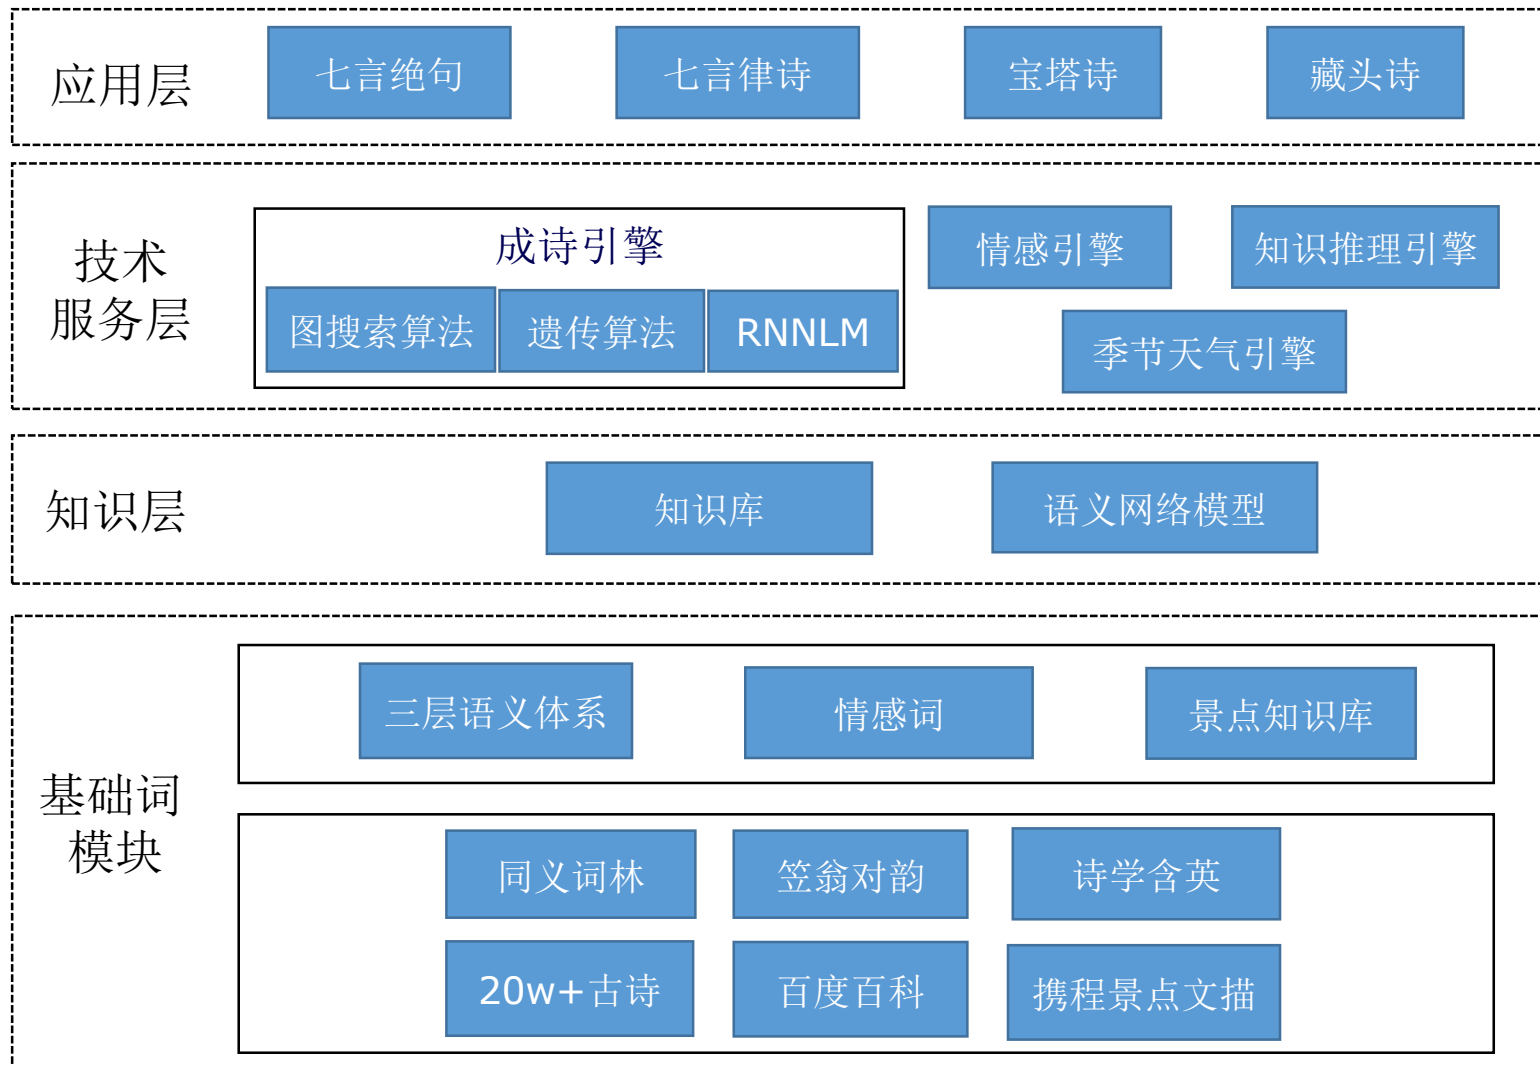 应用层
七言绝句
七言律诗
宝塔诗
藏头诗
技术
服务层
成诗引擎
图搜索算法
遗传算法
RNNLM
情感引擎
知识推理引擎
季节天气引擎
知识层
知识库
语义网络模型
基础词
模块
三层语义体系
情感词
景点知识库
同义词林
笠翁对韵
诗学含英
20w+古诗
百度百科
携程景点文描